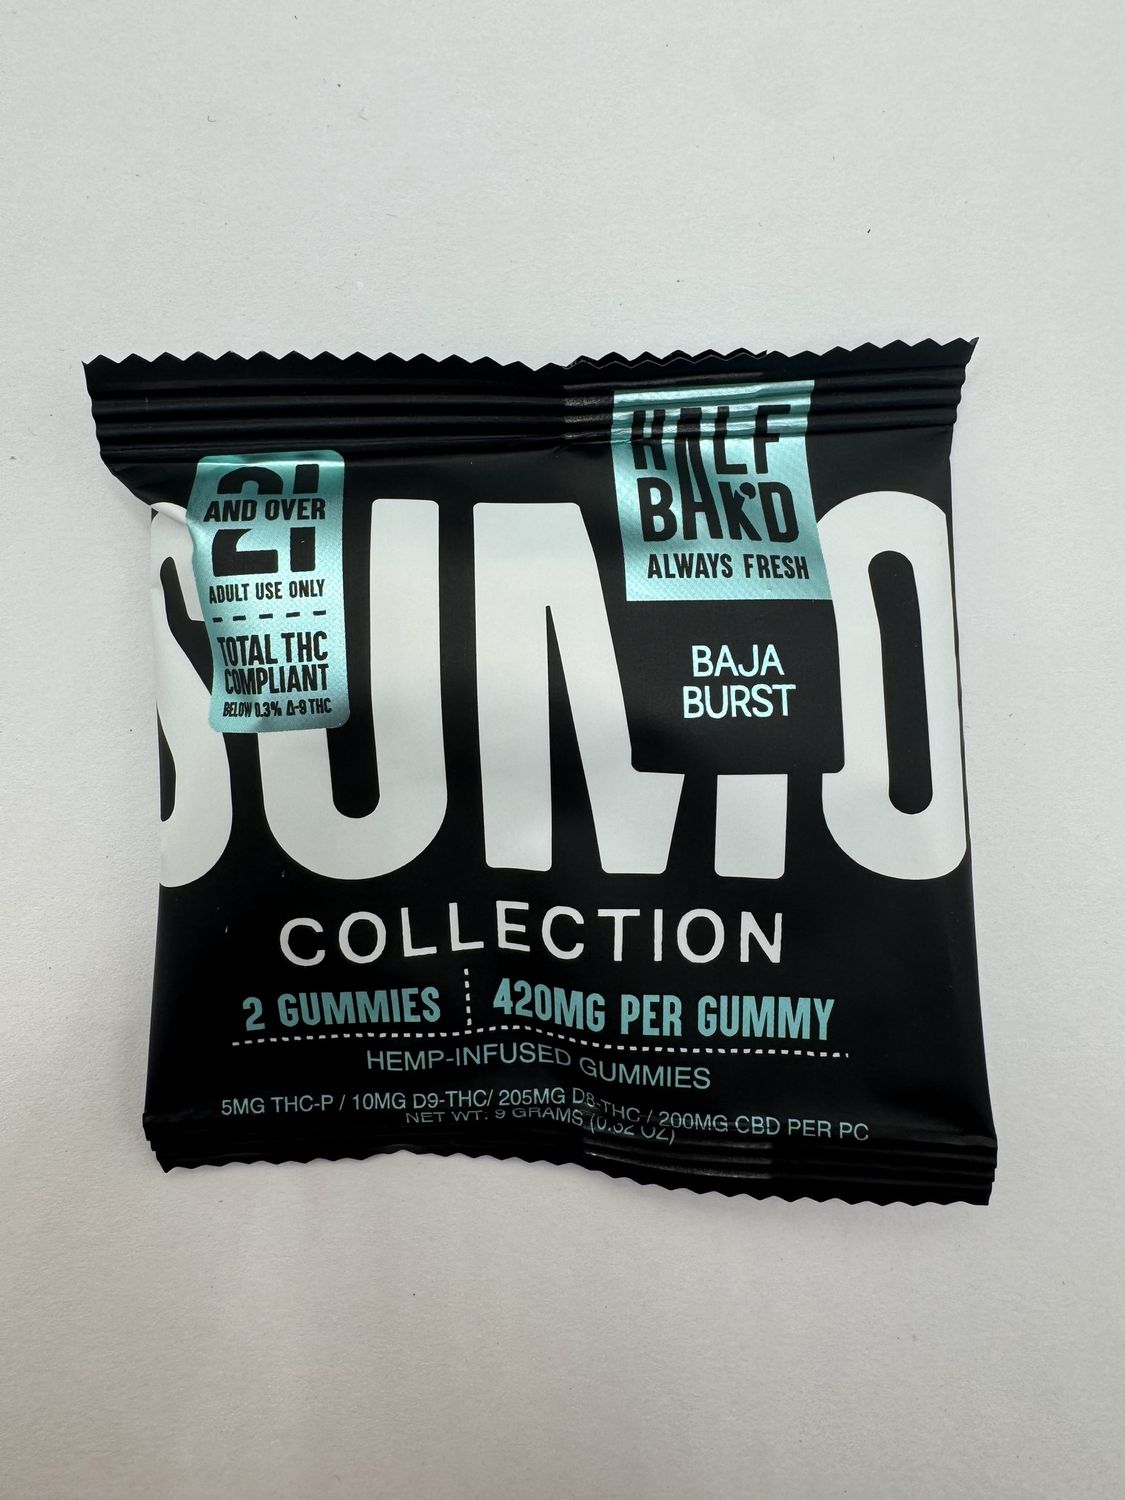 21
AND OVER
ADULT USE ONLY
TOTAL THC
COMPLIANT
BELOW 0.3% Δ-9 THC
HALF
BAK'D
ALWAYS FRESH
BAJA
BURST
SUMO
COLLECTION
2 GUMMIES
420MG PER GUMMY
HEMP-INFUSED GUMMIES
5MG THC-P / 10MG D9-THC/ 205MG D8-THC / 200MG CBD PER PC
NET WT: 9 GRAMS (0.32 OZ)